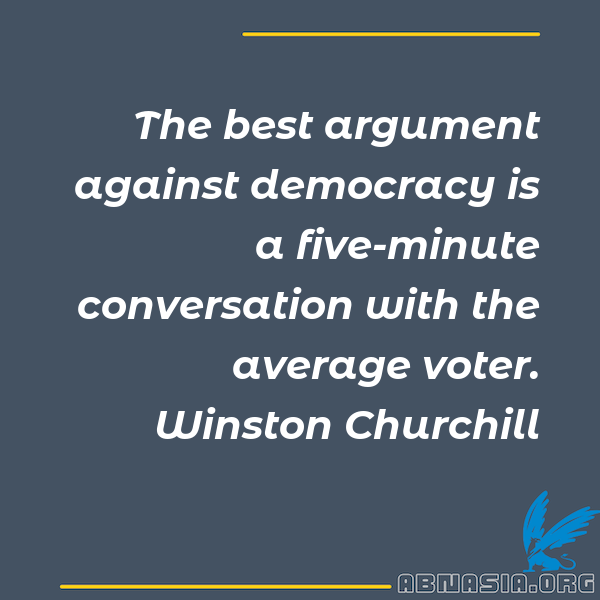 The best argument
against democracy is
a five-minute
conversation with the
average voter.
Winston Churchill
ABNASIA.ORG